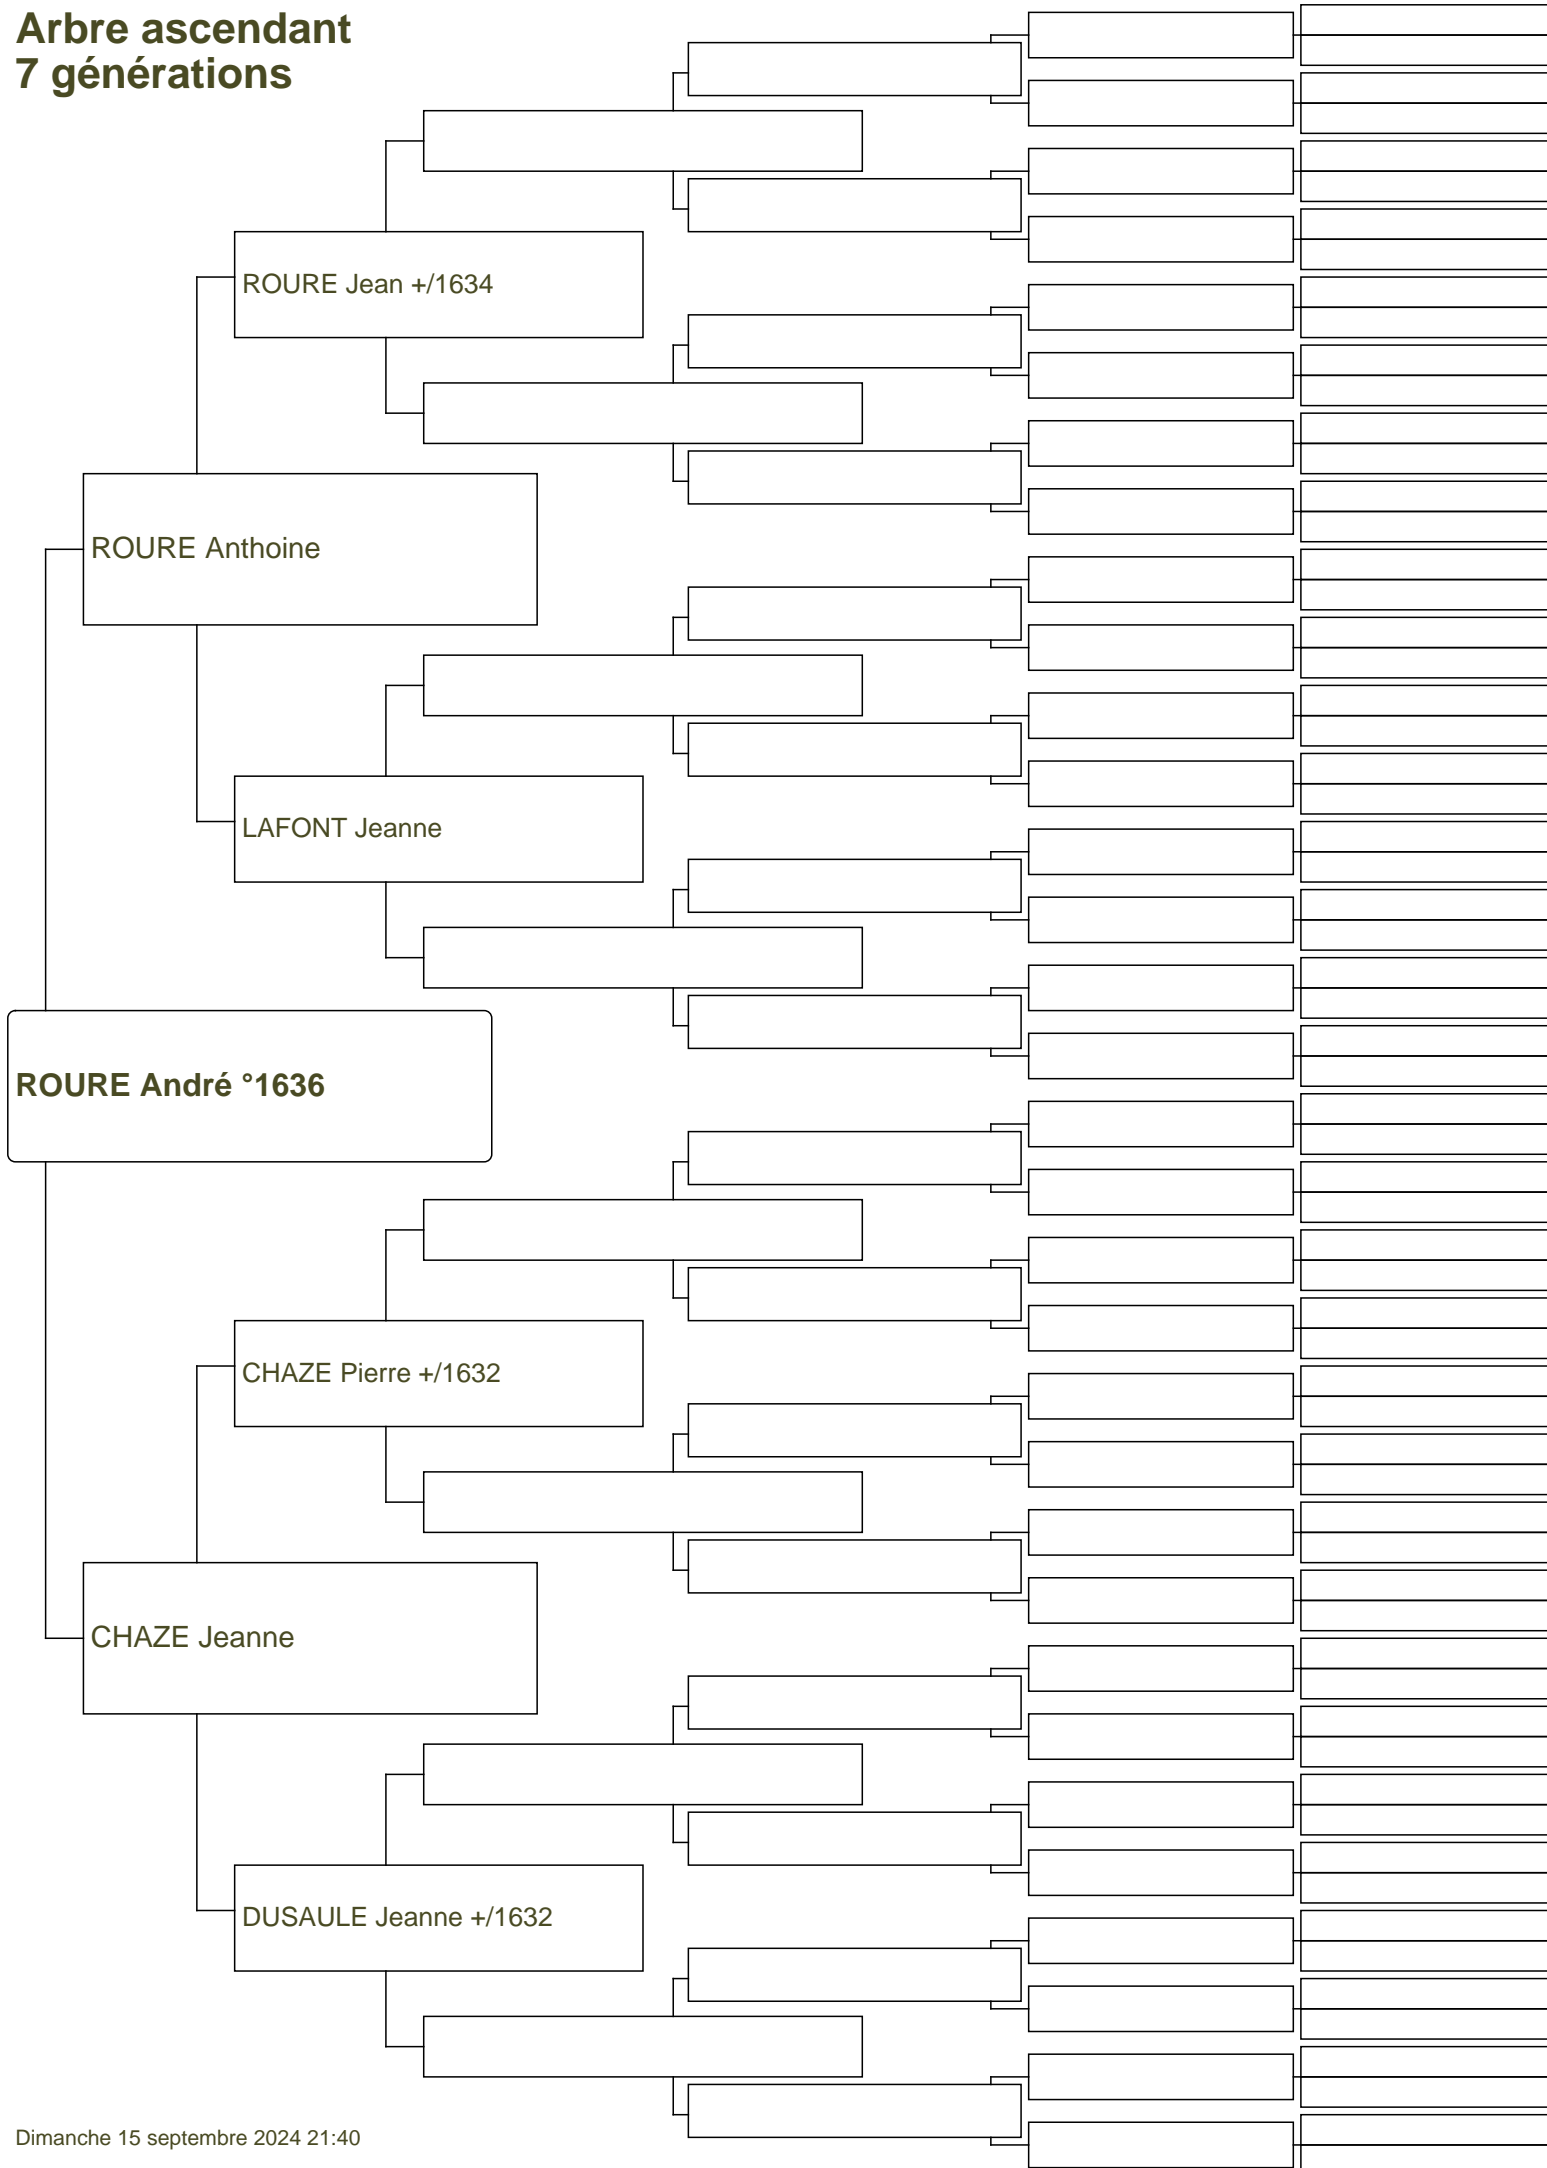 Arbre ascendant
7 générations
ROURE Jean +/1634
ROURE Anthoine
LAFONT Jeanne
ROURE André °1636
CHAZE Pierre +/1632
CHAZE Jeanne
DUSAULE Jeanne +/1632
Dimanche 15 septembre 2024 21:40